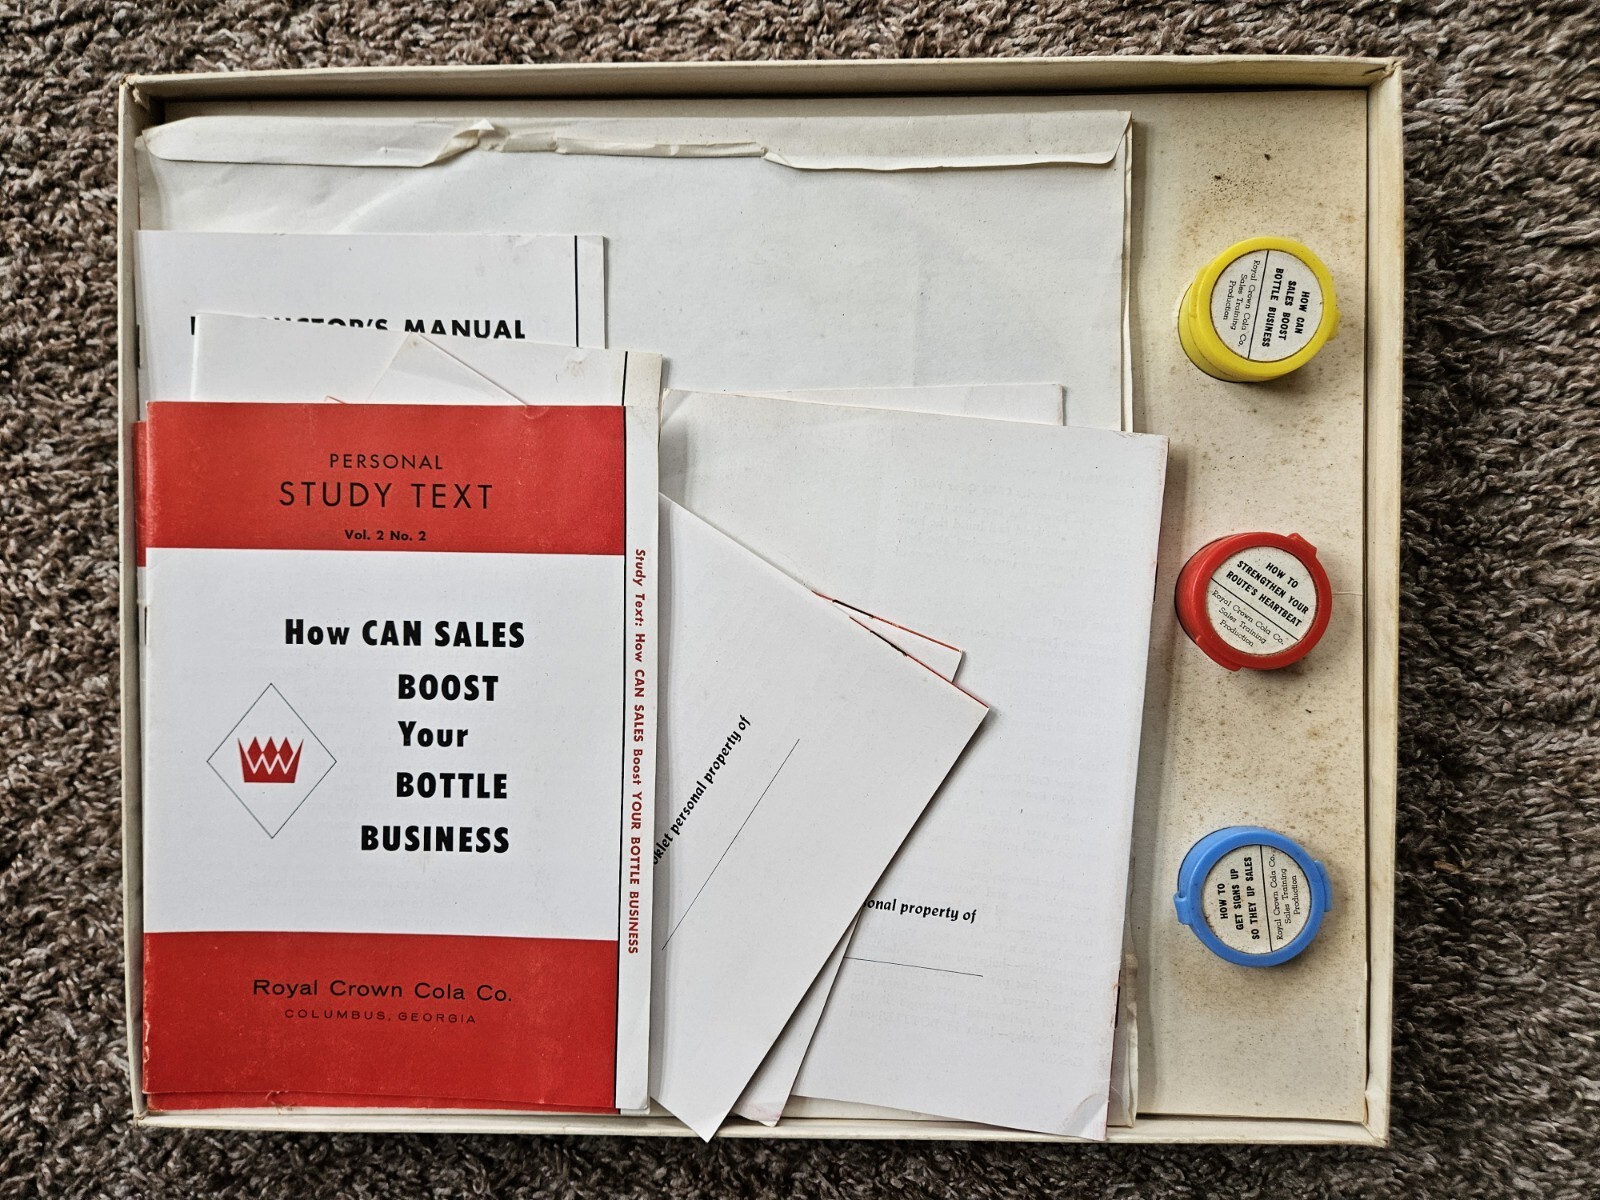 MANUAL
PERSONAL
STUDY TEXT
Vol. 2 No. 2
How CAN SALES
BOOST
Your
BOTTLE
BUSINESS
Royal Crown Cola Co.
COLUMBUS, GEORGIA
Study Text: How CAN SALES Boost YOUR BOTTLE BUSINESS
personal property of
property of
HOW CAN
SALES BOOST
BOTTLE BUSINESS
Royal Crown Cola Co.
Sales Training
Production
HOW TO
STRENGTHEN YOUR
ROUTE'S HEARTBEAT
Royal Crown Cola Co.
Sales Training
Production
HOW TO
GET SIGNS UP
SO THEY UP SALES
Royal Crown Cola Co.
Sales Training
Production